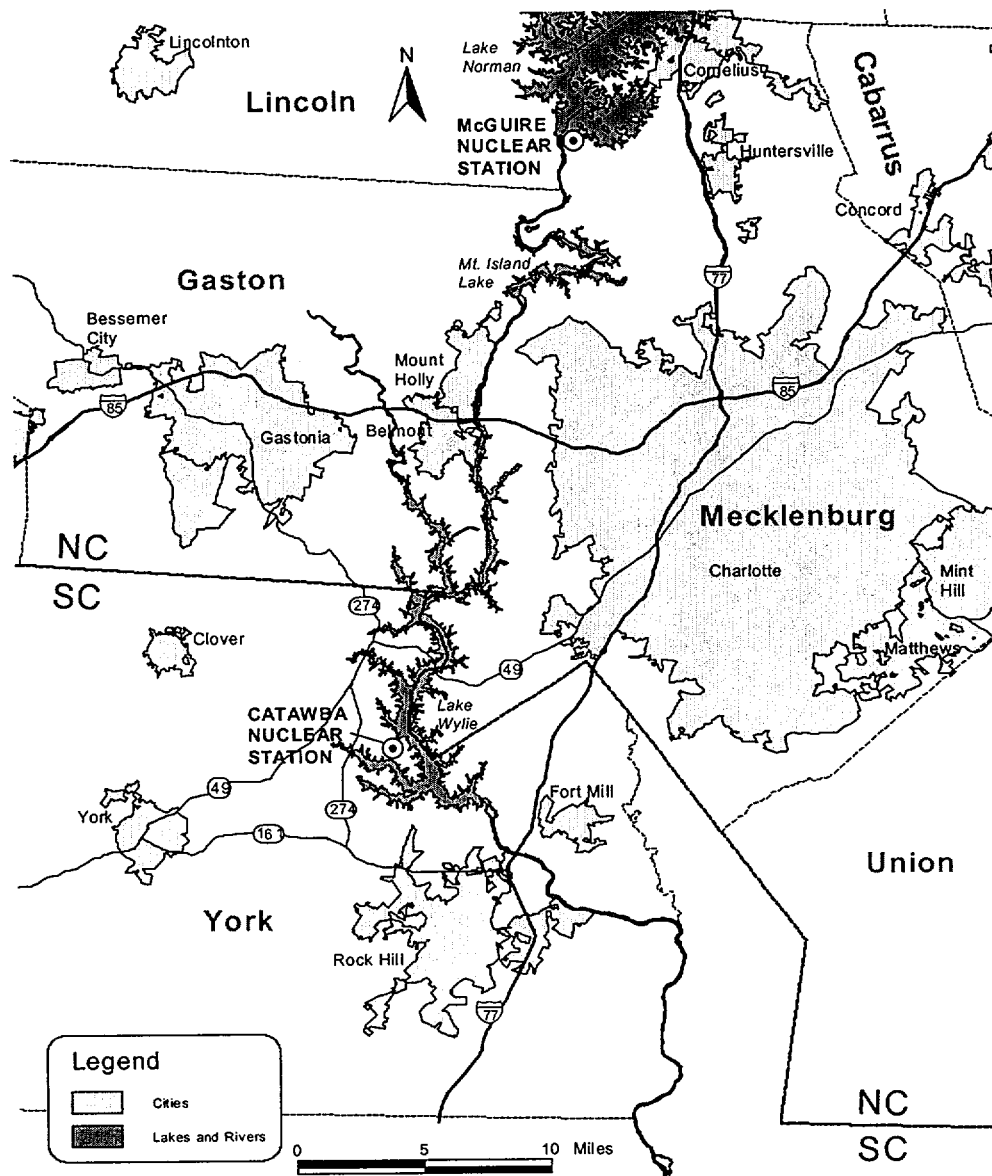 Lincolnton
Lake
Norman
Cornelius
N
Lincoln
Cabarrus
McGUIRE
NUCLEAR
STATION
Huntersville
Concord
Mt. Island
Lake
77
Gaston
Bessemer
City
Mount
Holly
85
85
Belmont
Gastonia
Mecklenburg
NC
SC
Charlotte
Mint
Hill
274
Clover
Matthews
49
Lake
Wylie
CATAWBA
NUCLEAR
STATION
49
274
Fort Mill
York
161
Union
York
Rock Hill
77
Legend
Cities
Lakes and Rivers
NC
SC
0 5 10 Miles